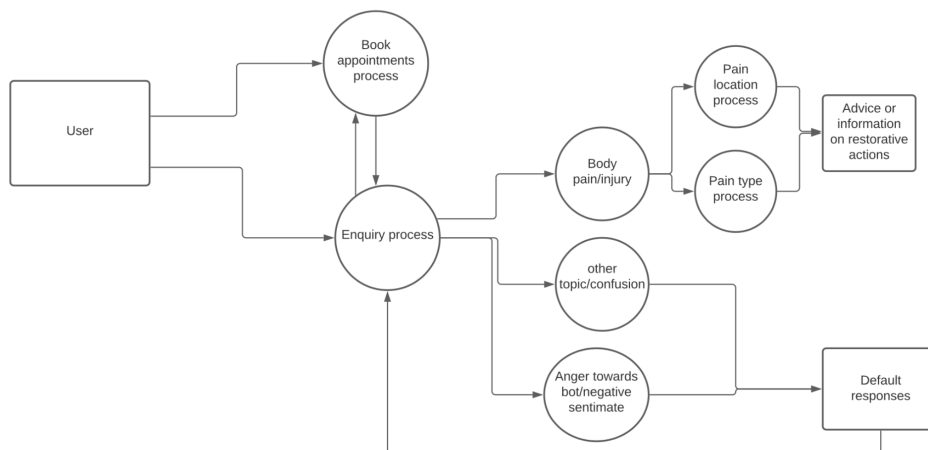 User
Book
appointments
process
Enquiry process
Body
pain/injury
Pain
location
process
Pain type
process
Advice or
information
on restorative
actions
other
topic/confusion
Anger towards
bot/negative
sentimate
Default
responses